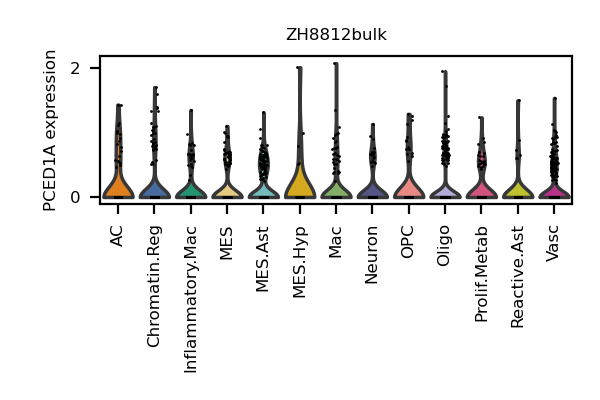 ZH8812bulk
PCED1A expression
2
0
AC
Chromatin.Reg
Inflammatory.Mac
MES
MES.Ast
MES.Hyp
Mac
Neuron
OPC
Oligo
Prolif.Metab
Reactive.Ast
Vasc